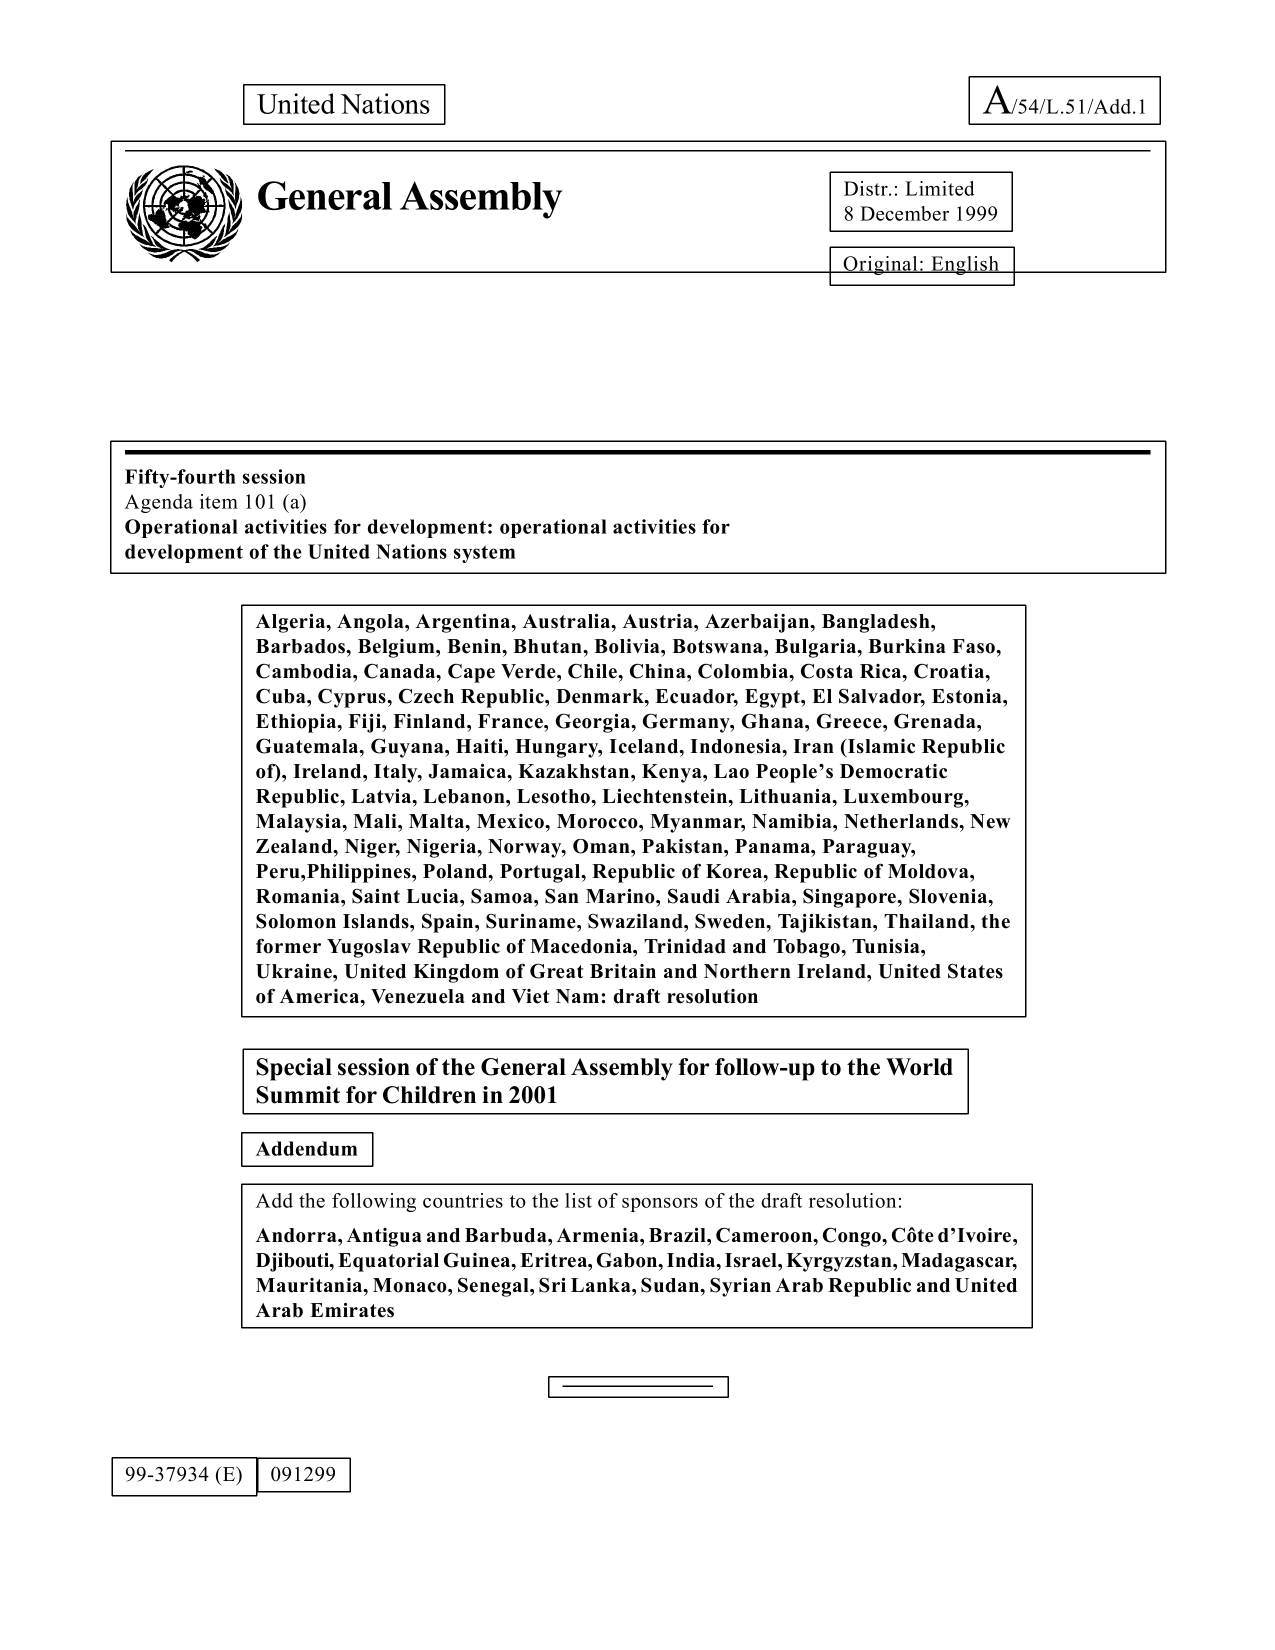 United Nations
A/54/L.51/Add.1
General Assembly
Distr.: Limited
8 December 1999
Original: English
Fifty-fourth session
Agenda item 101 (a)
Operational activities for development: operational activities for
development of the United Nations system
Algeria, Angola, Argentina, Australia, Austria, Azerbaijan, Bangladesh,
Barbados, Belgium, Benin, Bhutan, Bolivia, Botswana, Bulgaria, Burkina Faso,
Cambodia, Canada, Cape Verde, Chile, China, Colombia, Costa Rica, Croatia,
Cuba, Cyprus, Czech Republic, Denmark, Ecuador, Egypt, El Salvador, Estonia,
Ethiopia, Fiji, Finland, France, Georgia, Germany, Ghana, Greece, Grenada,
Guatemala, Guyana, Haiti, Hungary, Iceland, Indonesia, Iran (Islamic Republic
of), Ireland, Italy, Jamaica, Kazakhstan, Kenya, Lao People’s Democratic
Republic, Latvia, Lebanon, Lesotho, Liechtenstein, Lithuania, Luxembourg,
Malaysia, Mali, Malta, Mexico, Morocco, Myanmar, Namibia, Netherlands, New
Zealand, Niger, Nigeria, Norway, Oman, Pakistan, Panama, Paraguay,
Peru,Philippines, Poland, Portugal, Republic of Korea, Republic of Moldova,
Romania, Saint Lucia, Samoa, San Marino, Saudi Arabia, Singapore, Slovenia,
Solomon Islands, Spain, Suriname, Swaziland, Sweden, Tajikistan, Thailand, the
former Yugoslav Republic of Macedonia, Trinidad and Tobago, Tunisia,
Ukraine, United Kingdom of Great Britain and Northern Ireland, United States
of America, Venezuela and Viet Nam: draft resolution
Special session of the General Assembly for follow-up to the World
Summit for Children in 2001
Addendum
Add the following countries to the list of sponsors of the draft resolution:
Andorra, Antigua and Barbuda, Armenia, Brazil, Cameroon, Congo, Côte d’Ivoire,
Djibouti, Equatorial Guinea, Eritrea, Gabon, India, Israel, Kyrgyzstan, Madagascar,
Mauritania, Monaco, Senegal, Sri Lanka, Sudan, Syrian Arab Republic and United
Arab Emirates
99-37934 (E) 091299